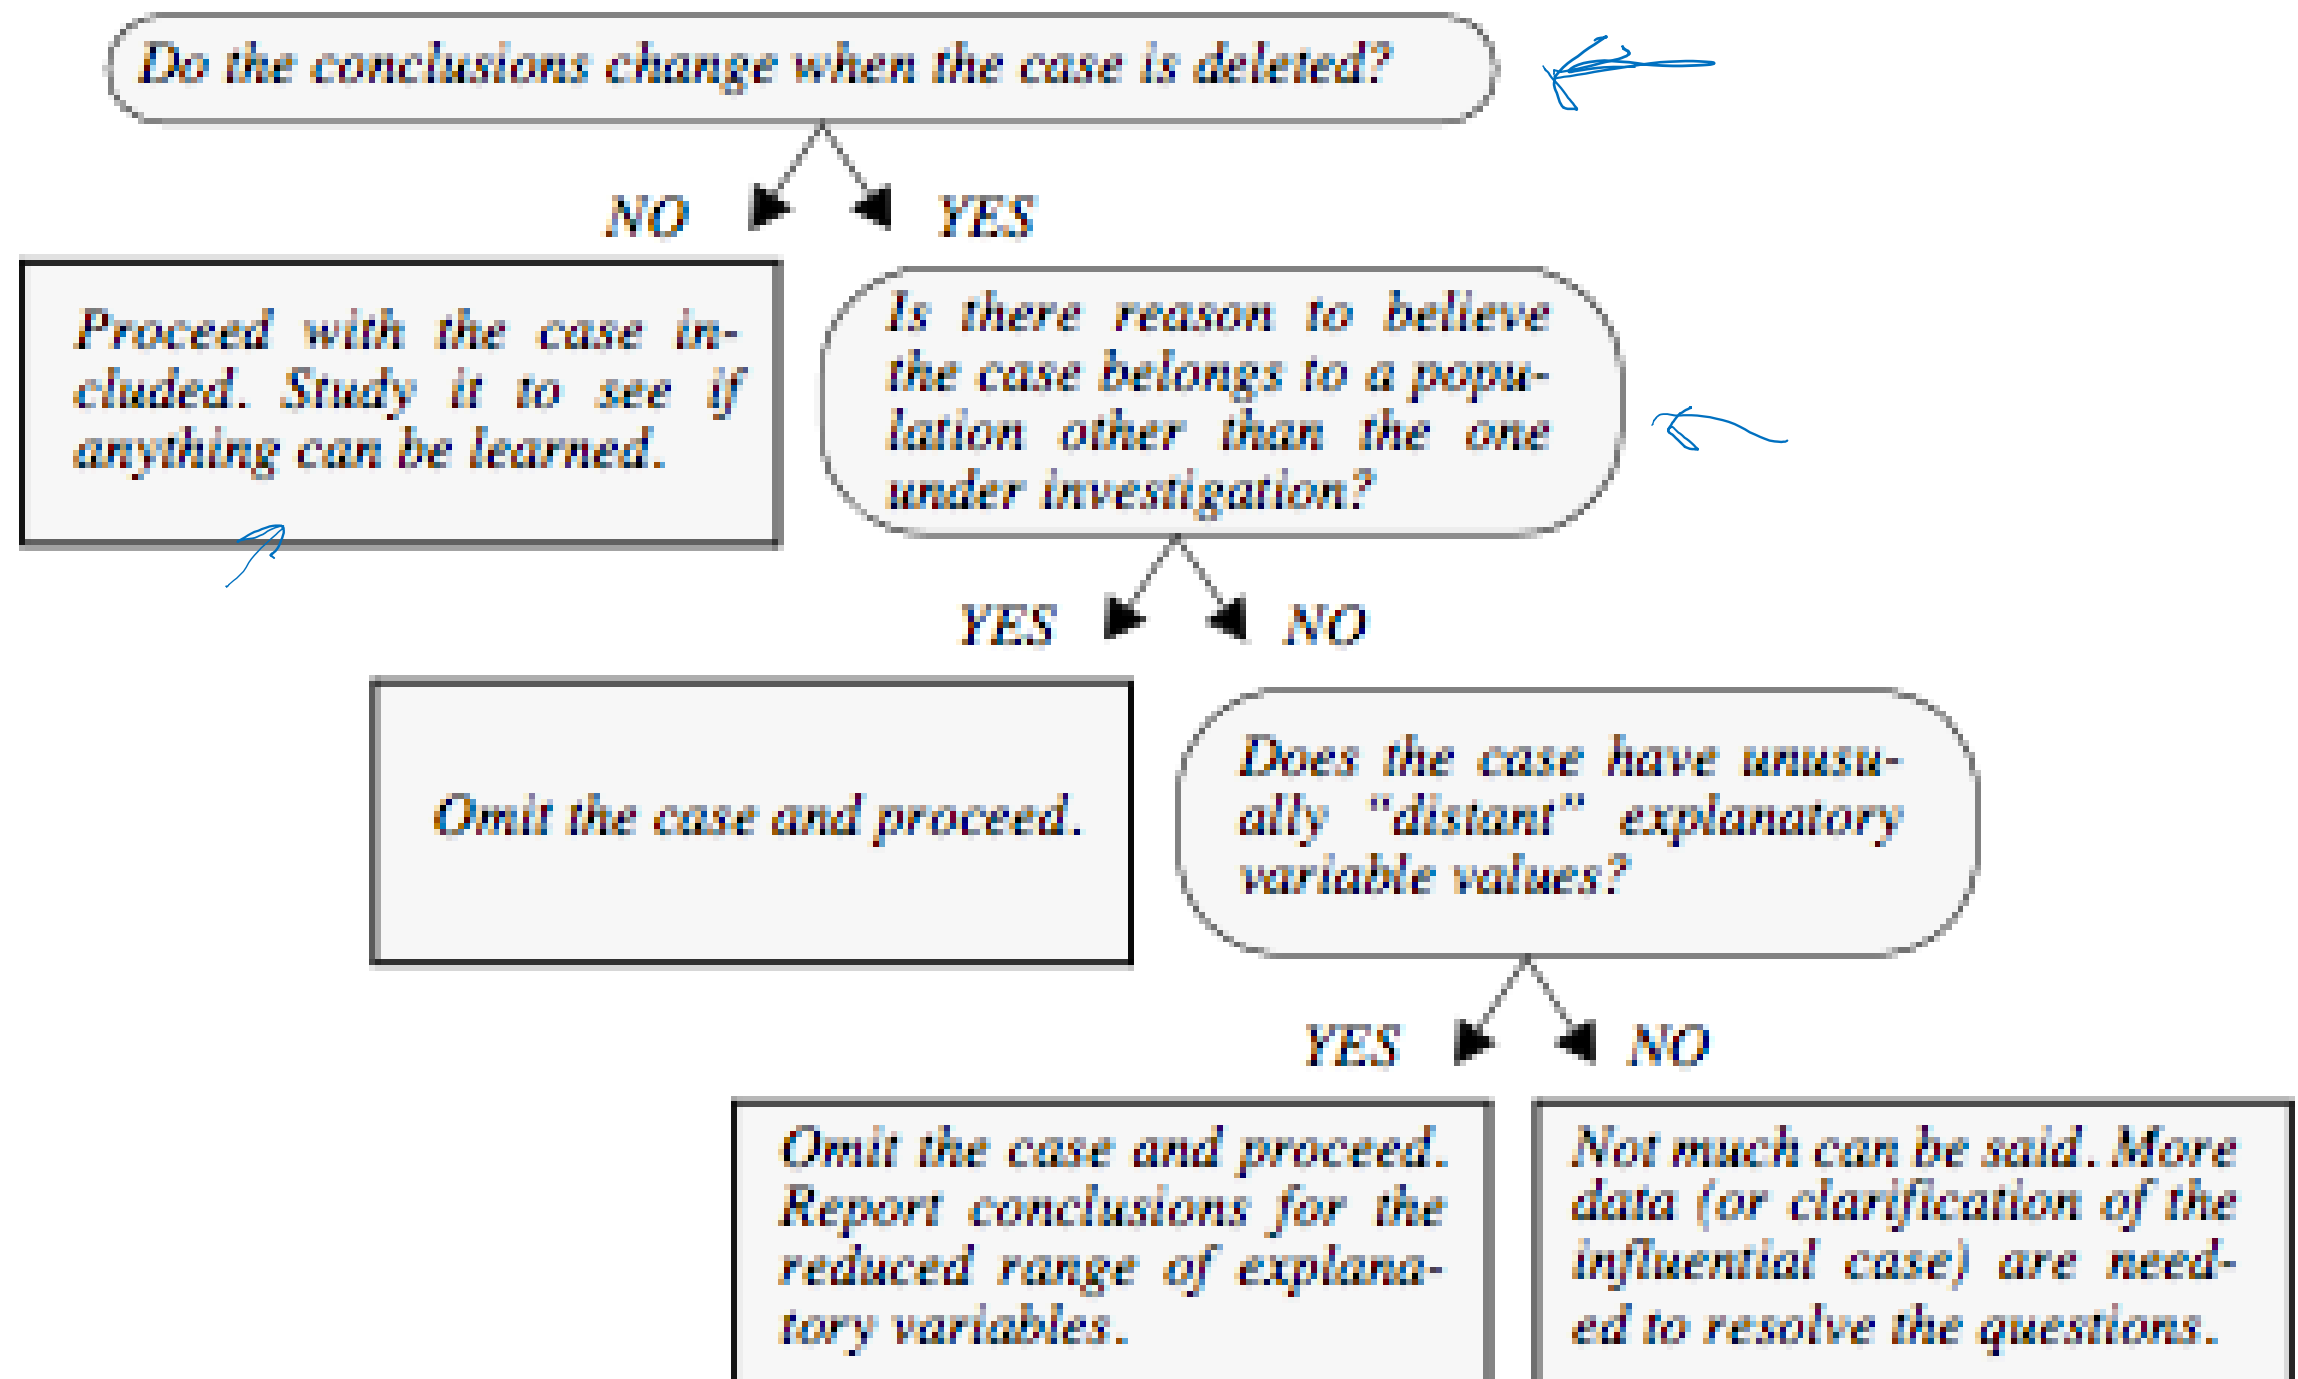 Do the conclusions change when the case is deleted?
NO
YES
Proceed with the case in-
cluded. Study it to see if
anything can be learned.
Is there reason to believe
the case belongs to a popu-
lation other than the one
under investigation?
YES
NO
Omit the case and proceed.
Does the case have unusu-
ally "distant" explanatory
variable values?
YES
NO
Omit the case and proceed.
Report conclusions for the
reduced range of explana-
tory variables.
Not much can be said. More
data (or clarification of the
influential case) are need-
ed to resolve the questions.